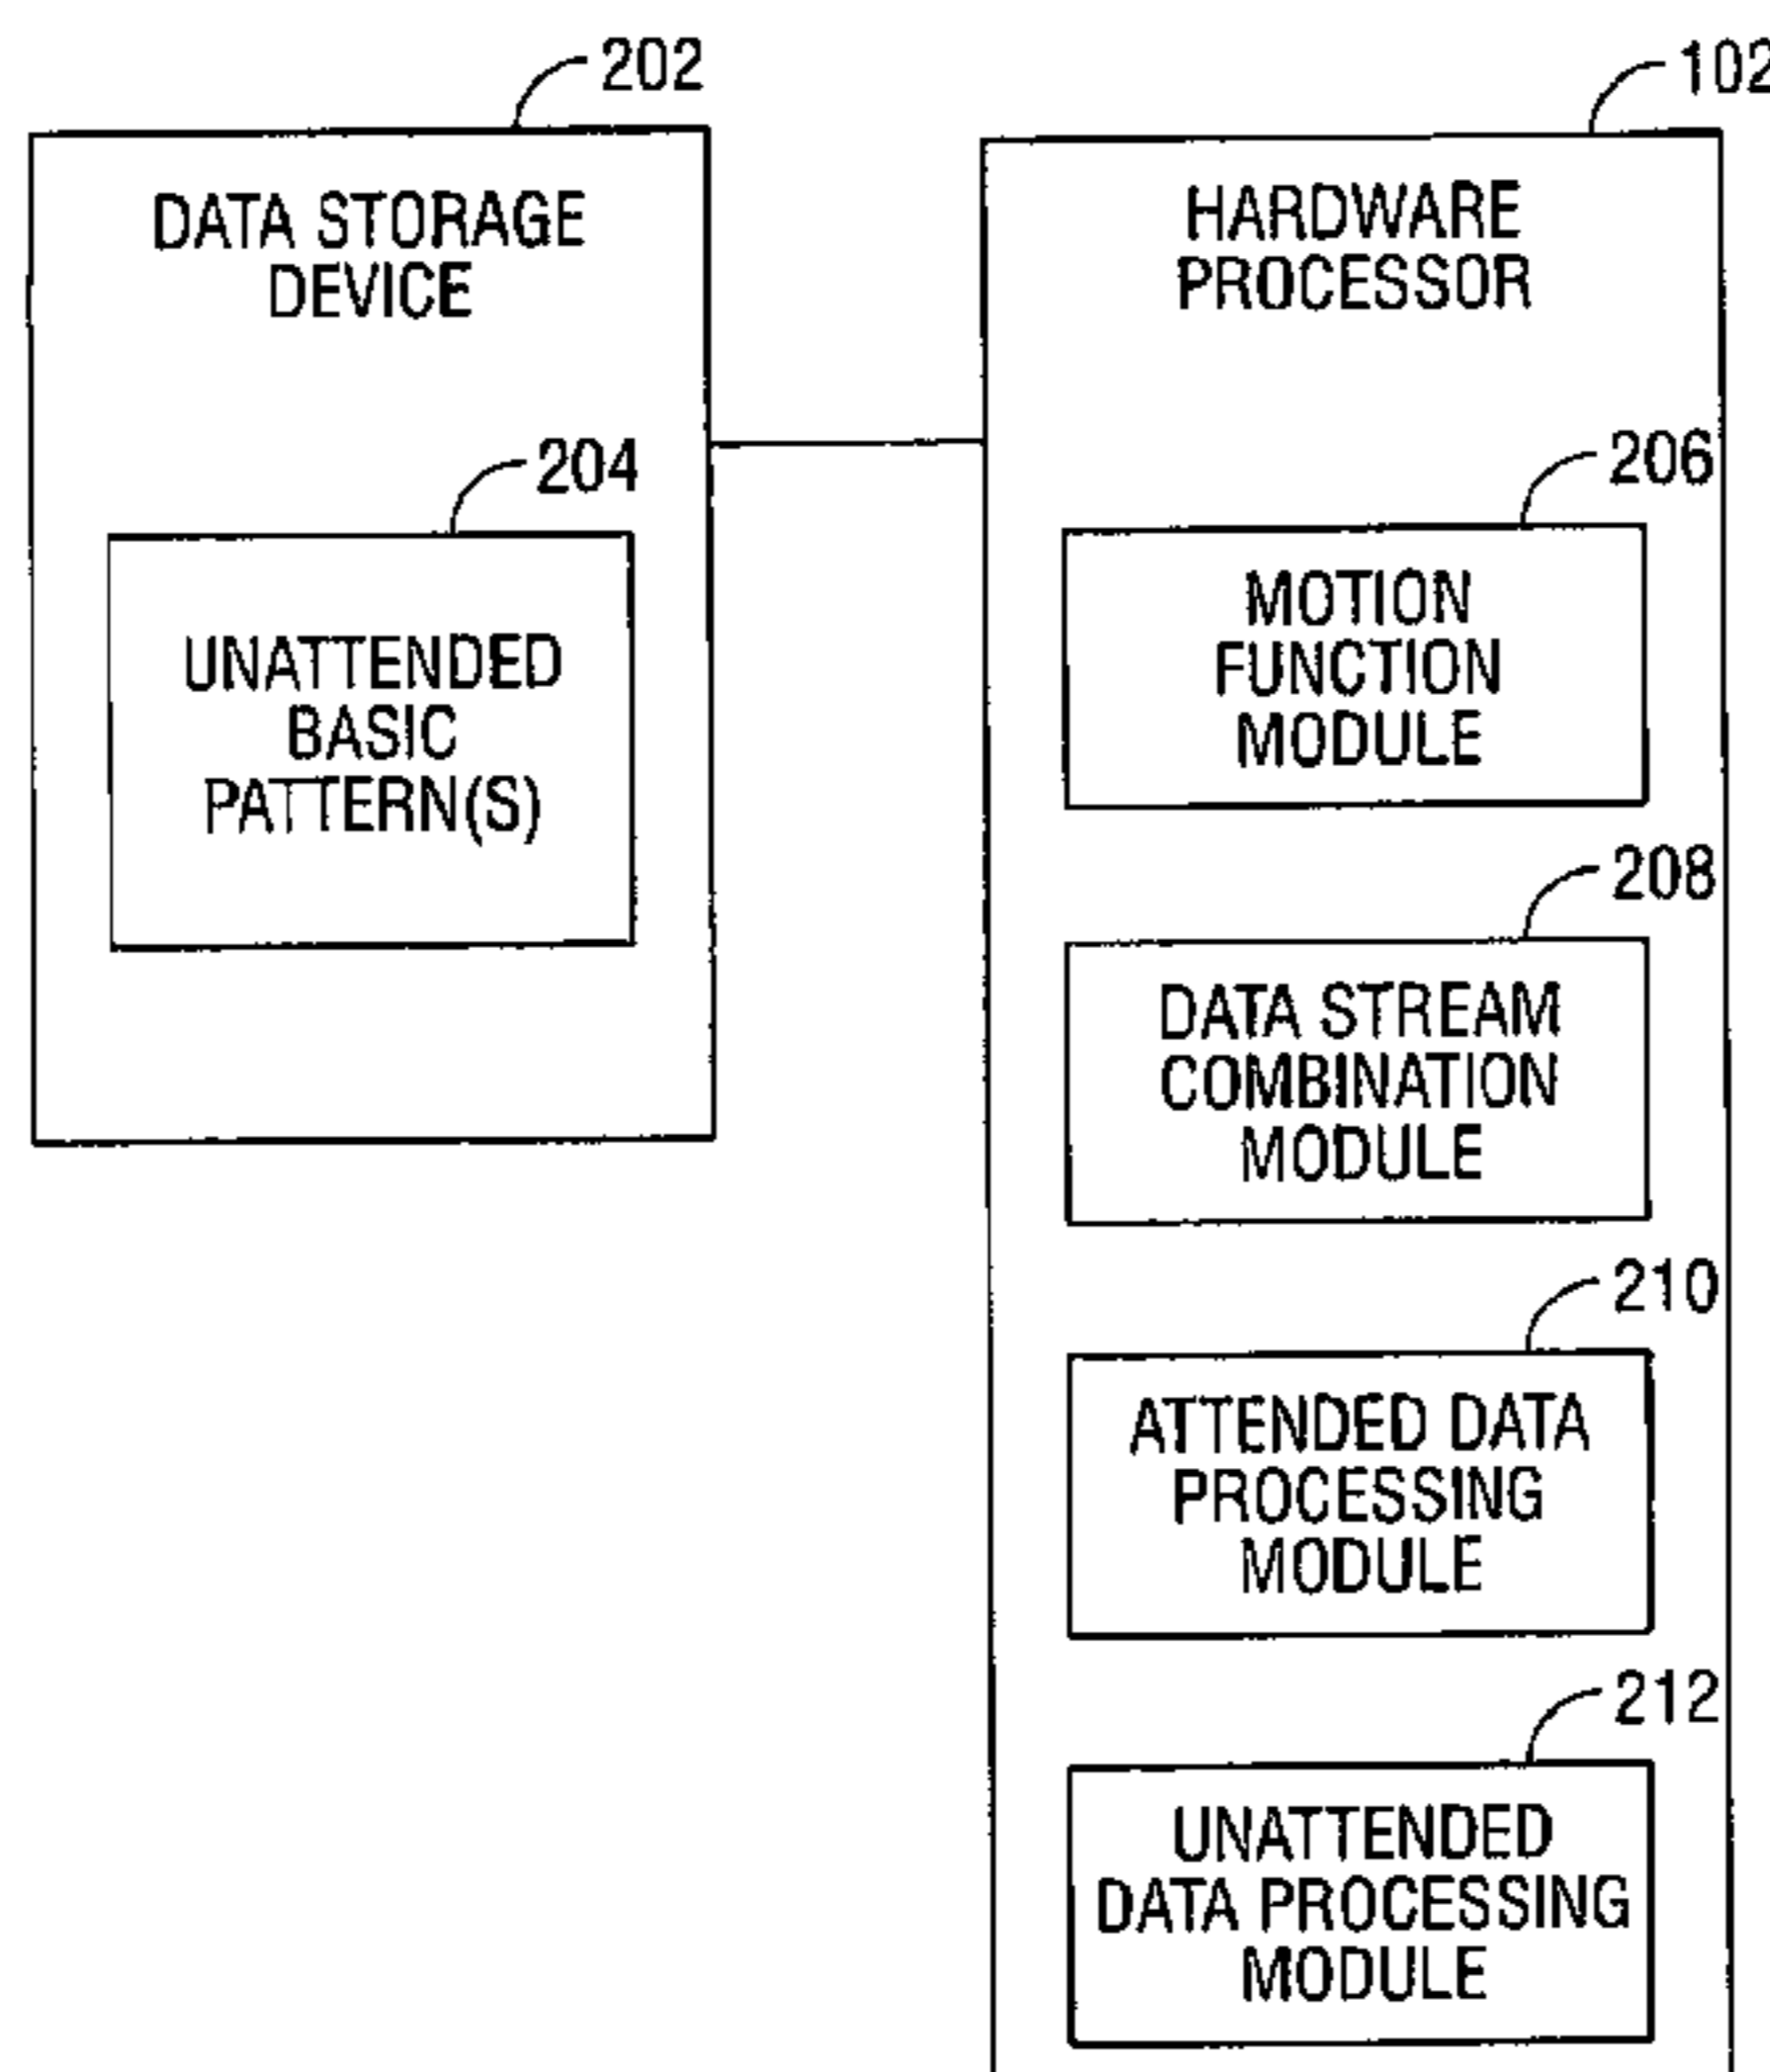 202
DATA STORAGE
DEVICE
204
UNATTENDED
BASIC
PATTERN(S)
102
HARDWARE
PROCESSOR
206
MOTION
FUNCTION
MODULE
208
DATA STREAM
COMBINATION
MODULE
210
ATTENDED DATA
PROCESSING
MODULE
212
UNATTENDED
DATA PROCESSING
MODULE